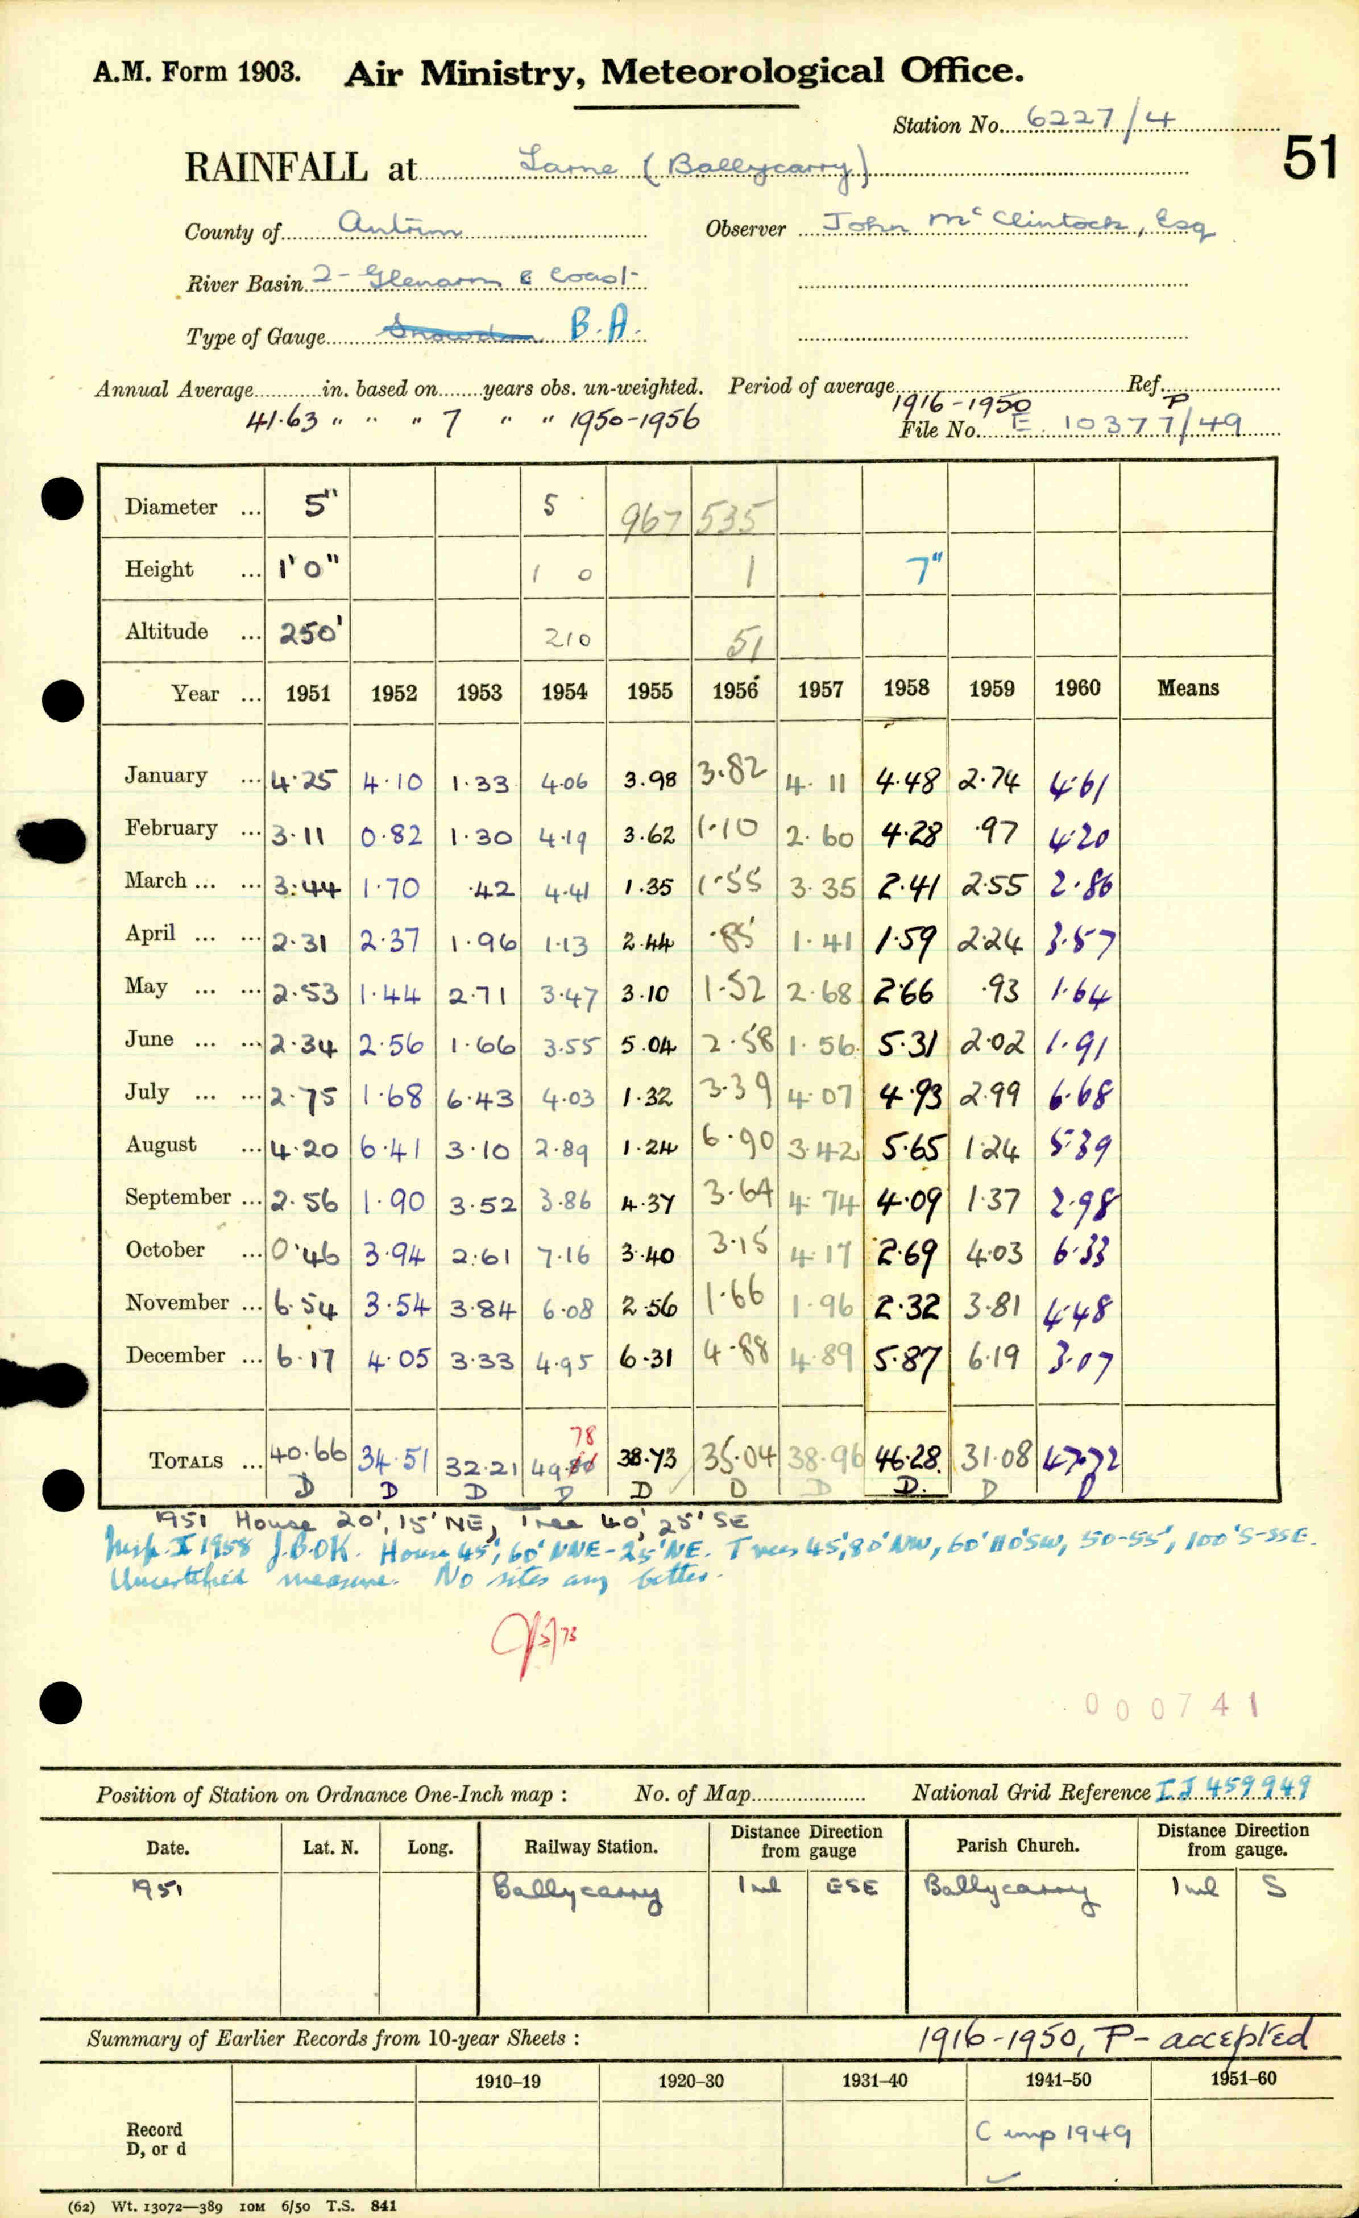 A.M. Form 1903. Air Ministry, Meteorological Office.
Station No. 6227/4
51
RAINFALL at Larne (Ballycarry)
County of Antrim Observer John McClintock, Esq
River Basin 2- Glenarm & Coast
Type of Gauge Snowdon B.A.
Annual Average in. based on years obs. un-weighted. Period of average 1916-1950 Ref. P
41.63 " " " 7 " " 1950-1956 File No. E 10377/49
Diameter ... 5" 5 967 535
Height ... 1'0" 1 0 1 7"
Altitude ... 250' 210 51
Year ... 1951 1952 1953 1954 1955 1956 1957 1958 1959 1960 Means
January ... 4.25 4.10 1.33 4.06 3.98 3.82 4.11 4.48 2.74 4.61
February ... 3.11 0.82 1.30 4.19 3.62 1.10 2.60 4.28 .97 4.20
March ... ... 3.44 1.70 .42 4.41 1.35 1.55 3.35 2.41 2.55 2.86
April ... ... 2.31 2.37 1.96 1.13 2.44 .85 1.41 1.59 2.24 3.57
May ... ... 2.53 1.44 2.71 3.47 3.10 1.52 2.68 2.66 .93 1.64
June ... ... 2.34 2.56 1.66 3.55 5.04 2.58 1.56 5.31 2.02 1.91
July ... ... 2.75 1.68 6.43 4.03 1.32 3.39 4.07 4.93 2.99 6.68
August ... 4.20 6.41 3.10 2.89 1.24 6.90 3.42 5.65 1.24 5.39
September ... 2.56 1.90 3.52 3.86 4.37 3.64 4.74 4.09 1.37 2.98
October ... 0.46 3.94 2.61 7.16 3.40 3.15 4.17 2.69 4.03 6.33
November ... 6.54 3.54 3.84 6.08 2.56 1.66 1.96 2.32 3.81 4.48
December ... 6.17 4.05 3.33 4.95 6.31 4.88 4.89 5.87 6.19 3.07
78
TOTALS ... 40.66 34.51 32.21 49. 38.73 35.04 38.96 46.28 31.08 47.72
D D D D D D D D. D D
1951 House 20', 15' NE, Tree 40', 25' SE
Insp. I 1958 J.B.OK. House 45', 60' NNE-25' NE. Trees 45', 80' NW, 60' 110' SW, 50-55', 100' S-SSE.
Uncertified measure. No sites any better.
000741
Position of Station on Ordnance One-Inch map : No. of Map National Grid Reference IJ 459949
Date. Lat. N. Long. Railway Station. Distance from Direction gauge Parish Church. Distance from Direction gauge.
1951 Ballycarry 1 ml ESE Ballycarry 1 ml S
Summary of Earlier Records from 10-year Sheets : 1916-1950, P- accepted
1910–19 1920–30 1931–40 1941–50 1951–60
Record D, or d C imp 1949
(62) Wt. 13072—389 10M 6/50 T.S. 841